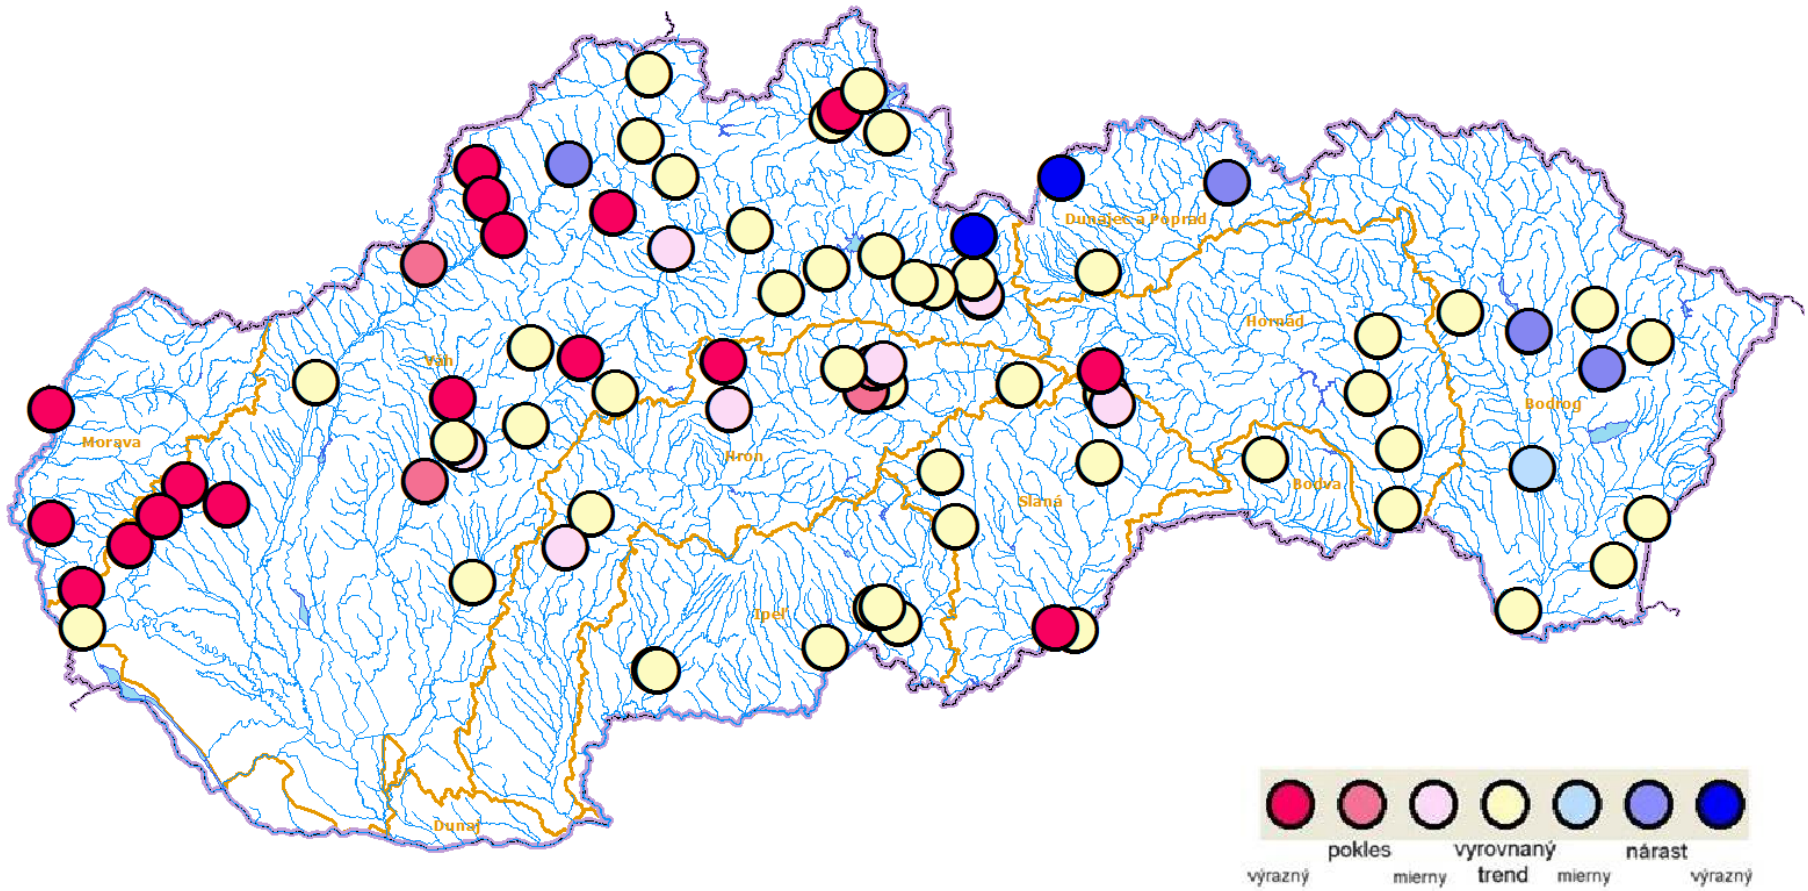 Dunajec a Poprad
Hornád
Váh
Bodrog
Morava
Hron
Bodva
Slaná
Ipeľ
Dunaj
pokles
vyrovnaný
nárast
výrazný
mierny
trend
mierny
výrazný